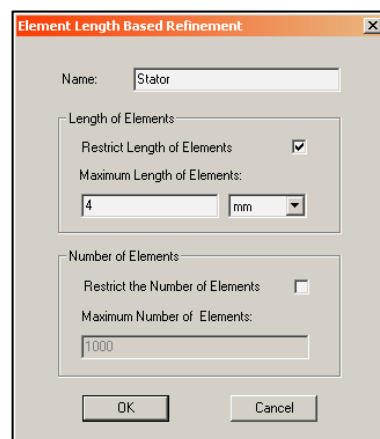 Element Length Based Refinement
Name: Stator
Length of Elements
Restrict Length of Elements
Maximum Length of Elements:
4 mm
Number of Elements
Restrict the Number of Elements
Maximum Number of Elements:
1000
OK Cancel